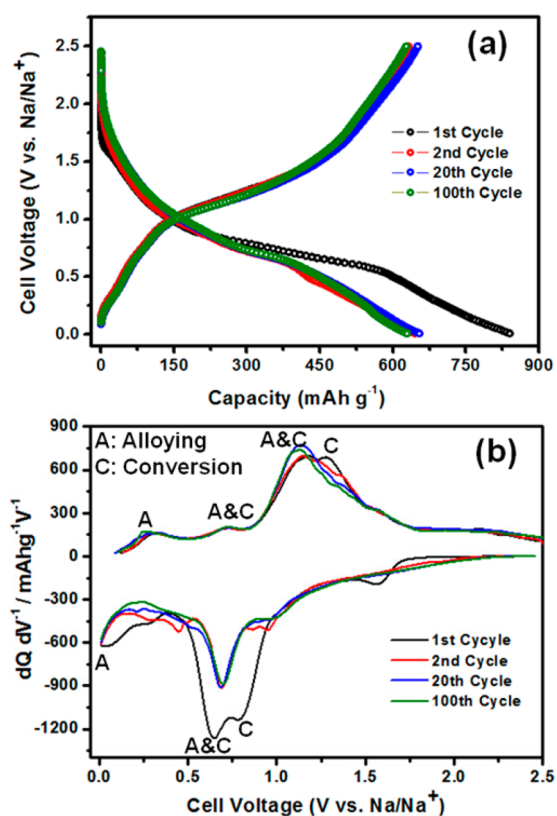 (a)
Cell Voltage (V vs. Na/Na+)
2.5
2.0
1.5
1.0
0.5
0.0
1st Cycle
2nd Cycle
20th Cycle
100th Cycle
0 150 300 450 600 750 900
Capacity (mAh g-1)
(b)
dQ dV-1 / mAhg-1V-1
900
600
300
0
-300
-600
-900
-1200
A: Alloying
C: Conversion
A&C
C
A
A&C
A
A&C
C
1st Cycyle
2nd Cycle
20th Cycle
100th Cycle
0.0 0.5 1.0 1.5 2.0 2.5
Cell Voltage (V vs. Na/Na+)